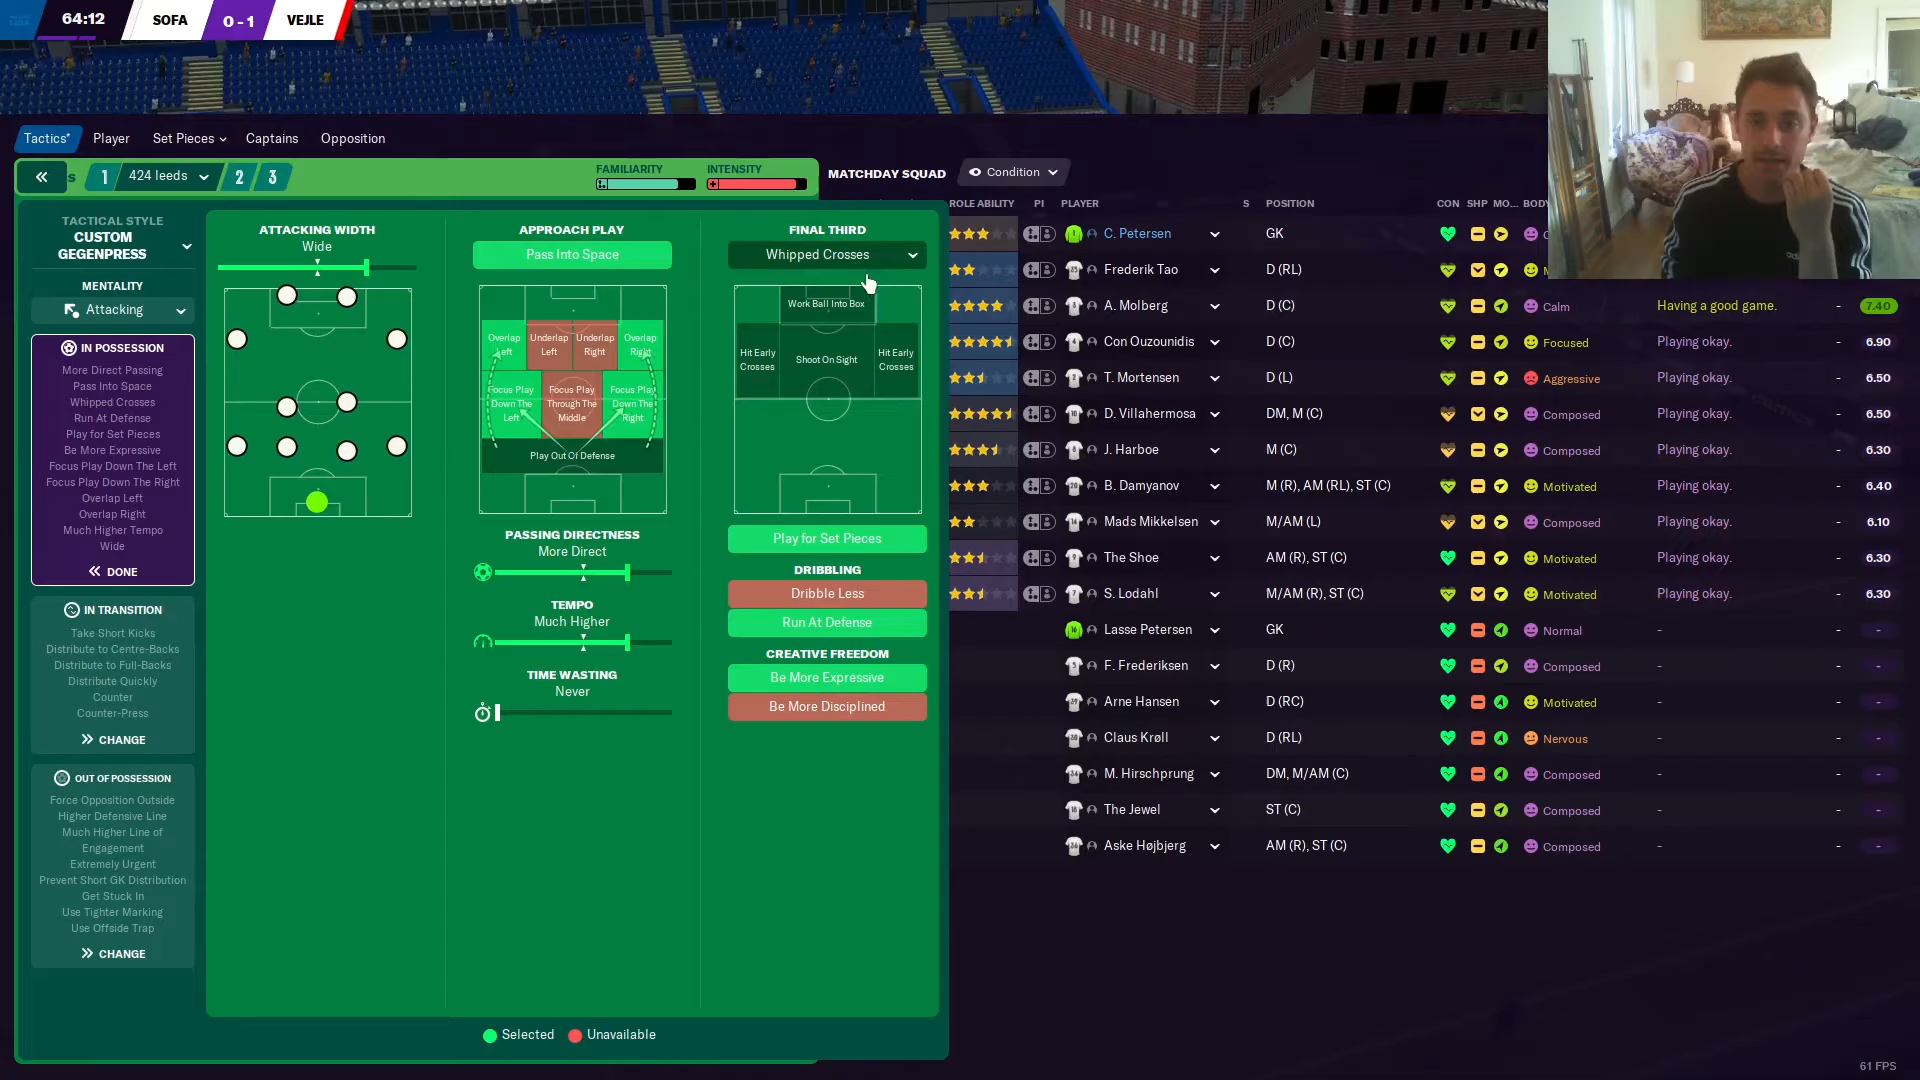 64:12 SOFA 0 - 1 VEJLE
Tactics* Player Set Pieces Captains Opposition
s 1 424 leeds 2 3 FAMILIARITY INTENSITY
MATCHDAY SQUAD Condition
TACTICAL STYLE
CUSTOM
GEGENPRESS
MENTALITY
Attacking
IN POSSESSION
More Direct Passing
Pass Into Space
Whipped Crosses
Run At Defense
Play for Set Pieces
Be More Expressive
Focus Play Down The Left
Focus Play Down The Right
Overlap Left
Overlap Right
Much Higher Tempo
Wide
DONE
IN TRANSITION
Take Short Kicks
Distribute to Centre-Backs
Distribute to Full-Backs
Distribute Quickly
Counter
Counter-Press
CHANGE
OUT OF POSSESSION
Force Opposition Outside
Higher Defensive Line
Much Higher Line of
Engagement
Extremely Urgent
Prevent Short GK Distribution
Get Stuck In
Use Tighter Marking
Use Offside Trap
CHANGE
ATTACKING WIDTH
Wide
APPROACH PLAY
Pass Into Space
Overlap Left
Underlap Left
Underlap Right
Overlap Right
Focus Play Down The Left
Focus Play Through The Middle
Focus Play Down The Right
Play Out Of Defense
PASSING DIRECTNESS
More Direct
TEMPO
Much Higher
TIME WASTING
Never
FINAL THIRD
Whipped Crosses
Work Ball Into Box
Hit Early Crosses
Shoot On Sight
Hit Early Crosses
Play for Set Pieces
DRIBBLING
Dribble Less
Run At Defense
CREATIVE FREEDOM
Be More Expressive
Be More Disciplined
Selected Unavailable
ROLE ABILITY PI PLAYER S POSITION CON SHP MO... BODY
C. Petersen GK
Frederik Tao D (RL)
A. Molberg D (C) Calm Having a good game. - 7.40
Con Ouzounidis D (C) Focused Playing okay. - 6.90
T. Mortensen D (L) Aggressive Playing okay. - 6.50
D. Villahermosa DM, M (C) Composed Playing okay. - 6.50
J. Harboe M (C) Composed Playing okay. - 6.30
B. Damyanov M (R), AM (RL), ST (C) Motivated Playing okay. - 6.40
Mads Mikkelsen M/AM (L) Composed Playing okay. - 6.10
The Shoe AM (R), ST (C) Motivated Playing okay. - 6.30
S. Lodahl M/AM (R), ST (C) Motivated Playing okay. - 6.30
Lasse Petersen GK Normal - - -
F. Frederiksen D (R) Composed - - -
Arne Hansen D (RC) Motivated - - -
Claus Krøll D (RL) Nervous - - -
M. Hirschprung DM, M/AM (C) Composed - - -
The Jewel ST (C) Composed - - -
Aske Højbjerg AM (R), ST (C) Composed - - -
61 FPS